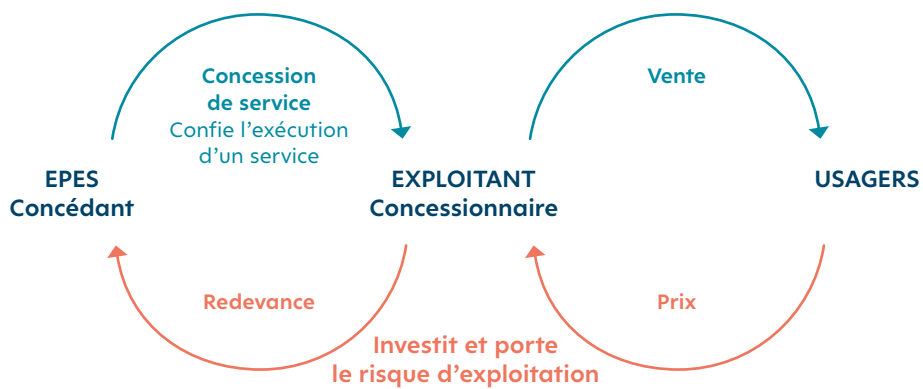 Concession
de service
Confie l’exécution
d’un service
Vente
EPES
Concédant
EXPLOITANT
Concessionnaire
USAGERS
Redevance
Prix
Investit et porte
le risque d’exploitation